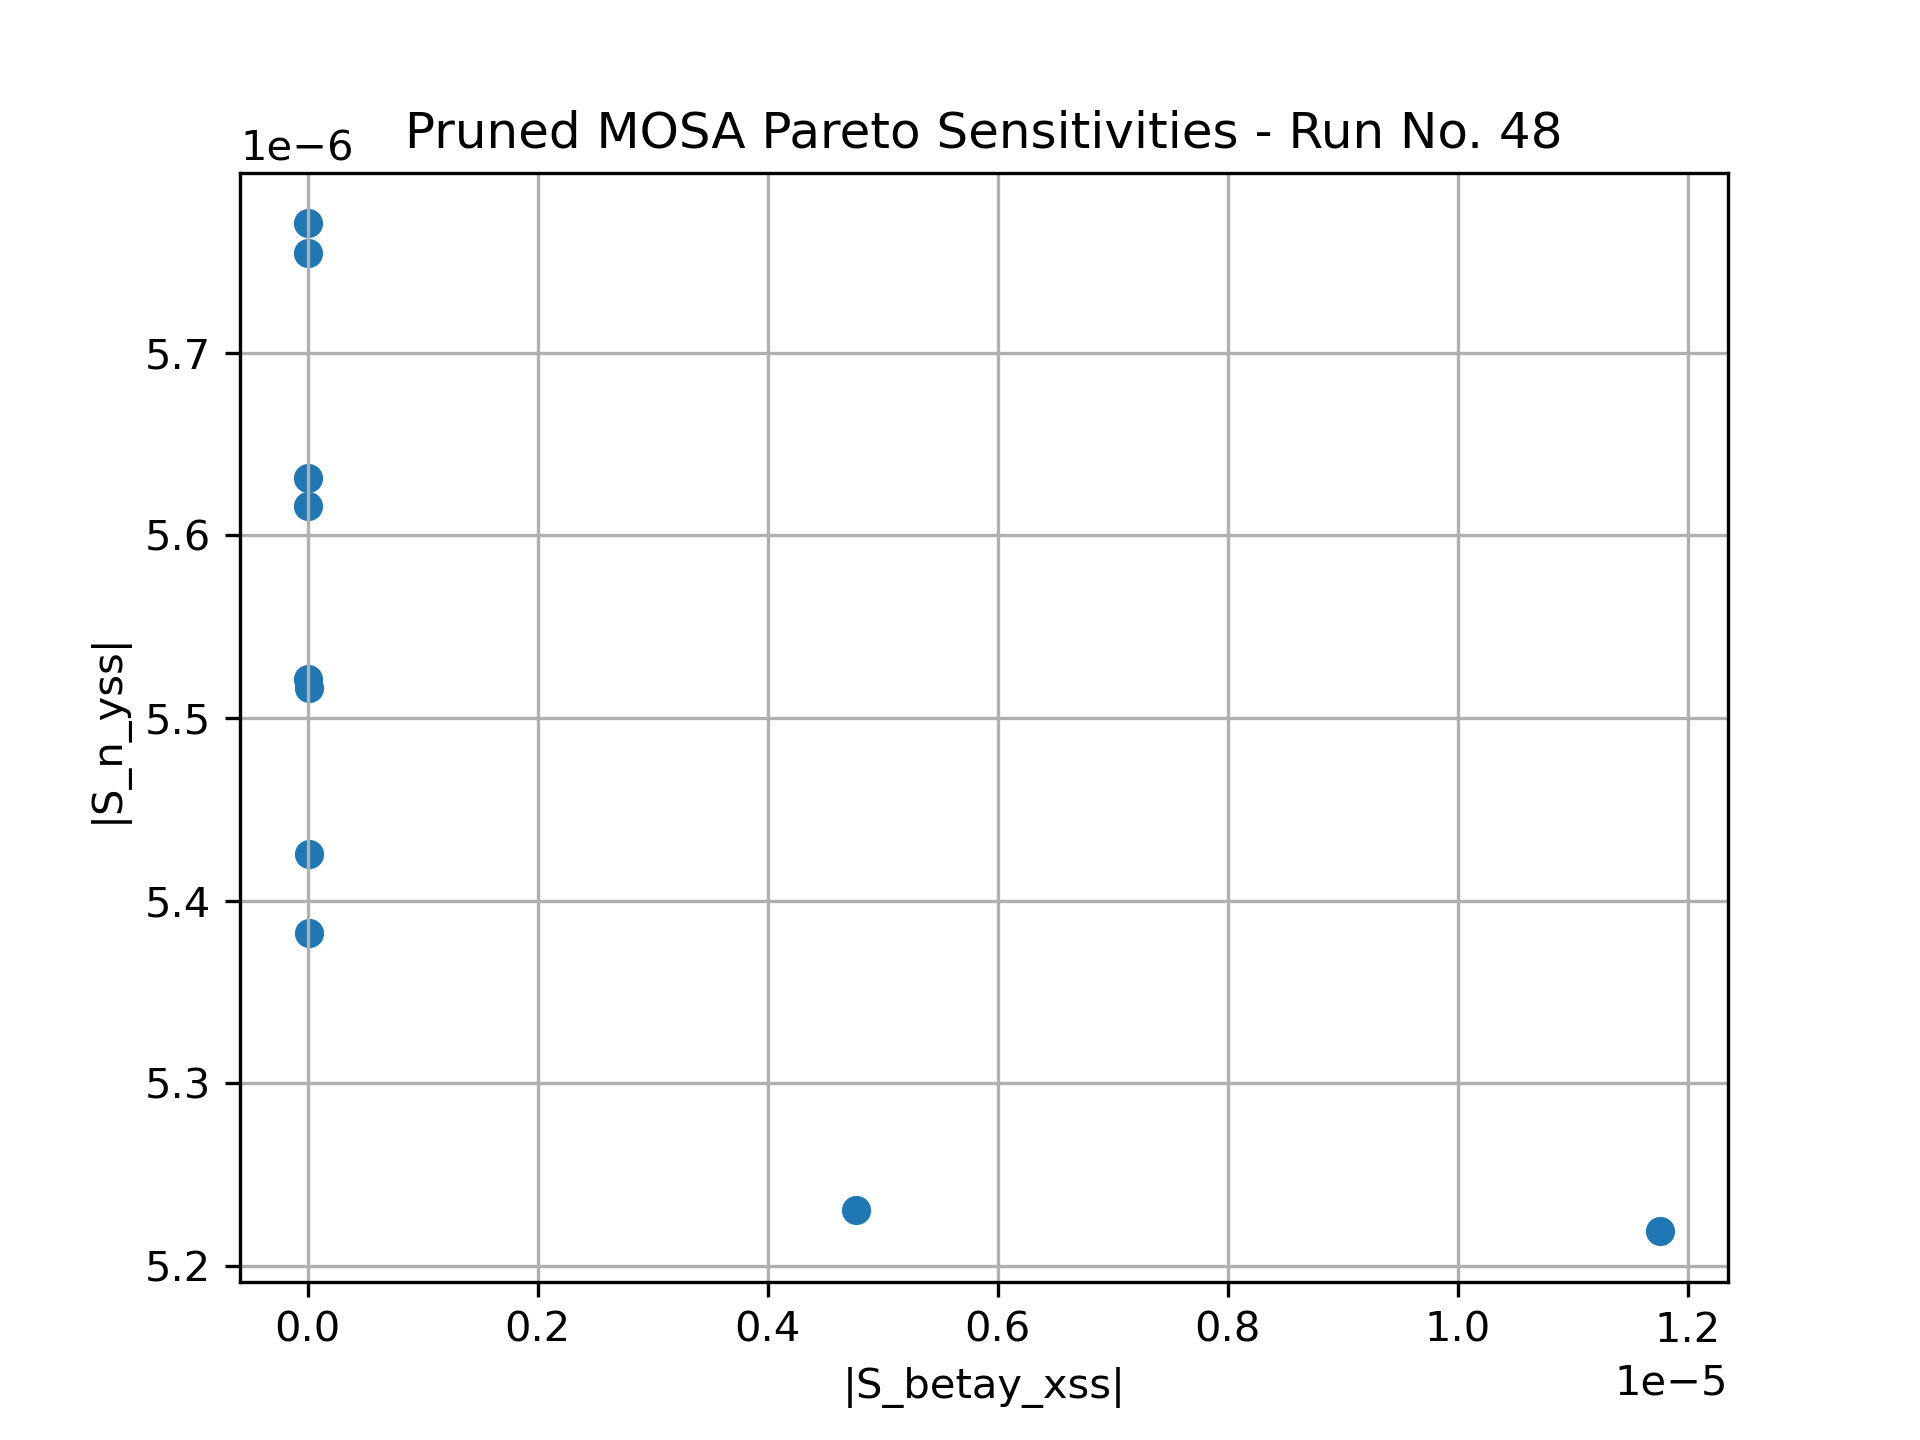 Pruned MOSA Pareto Sensitivities - Run No. 48
1e−6
5.7
5.6
5.5
5.4
5.3
5.2
|S_n_yss|
0.0 0.2 0.4 0.6 0.8 1.0 1.2
1e−5
|S_betay_xss|